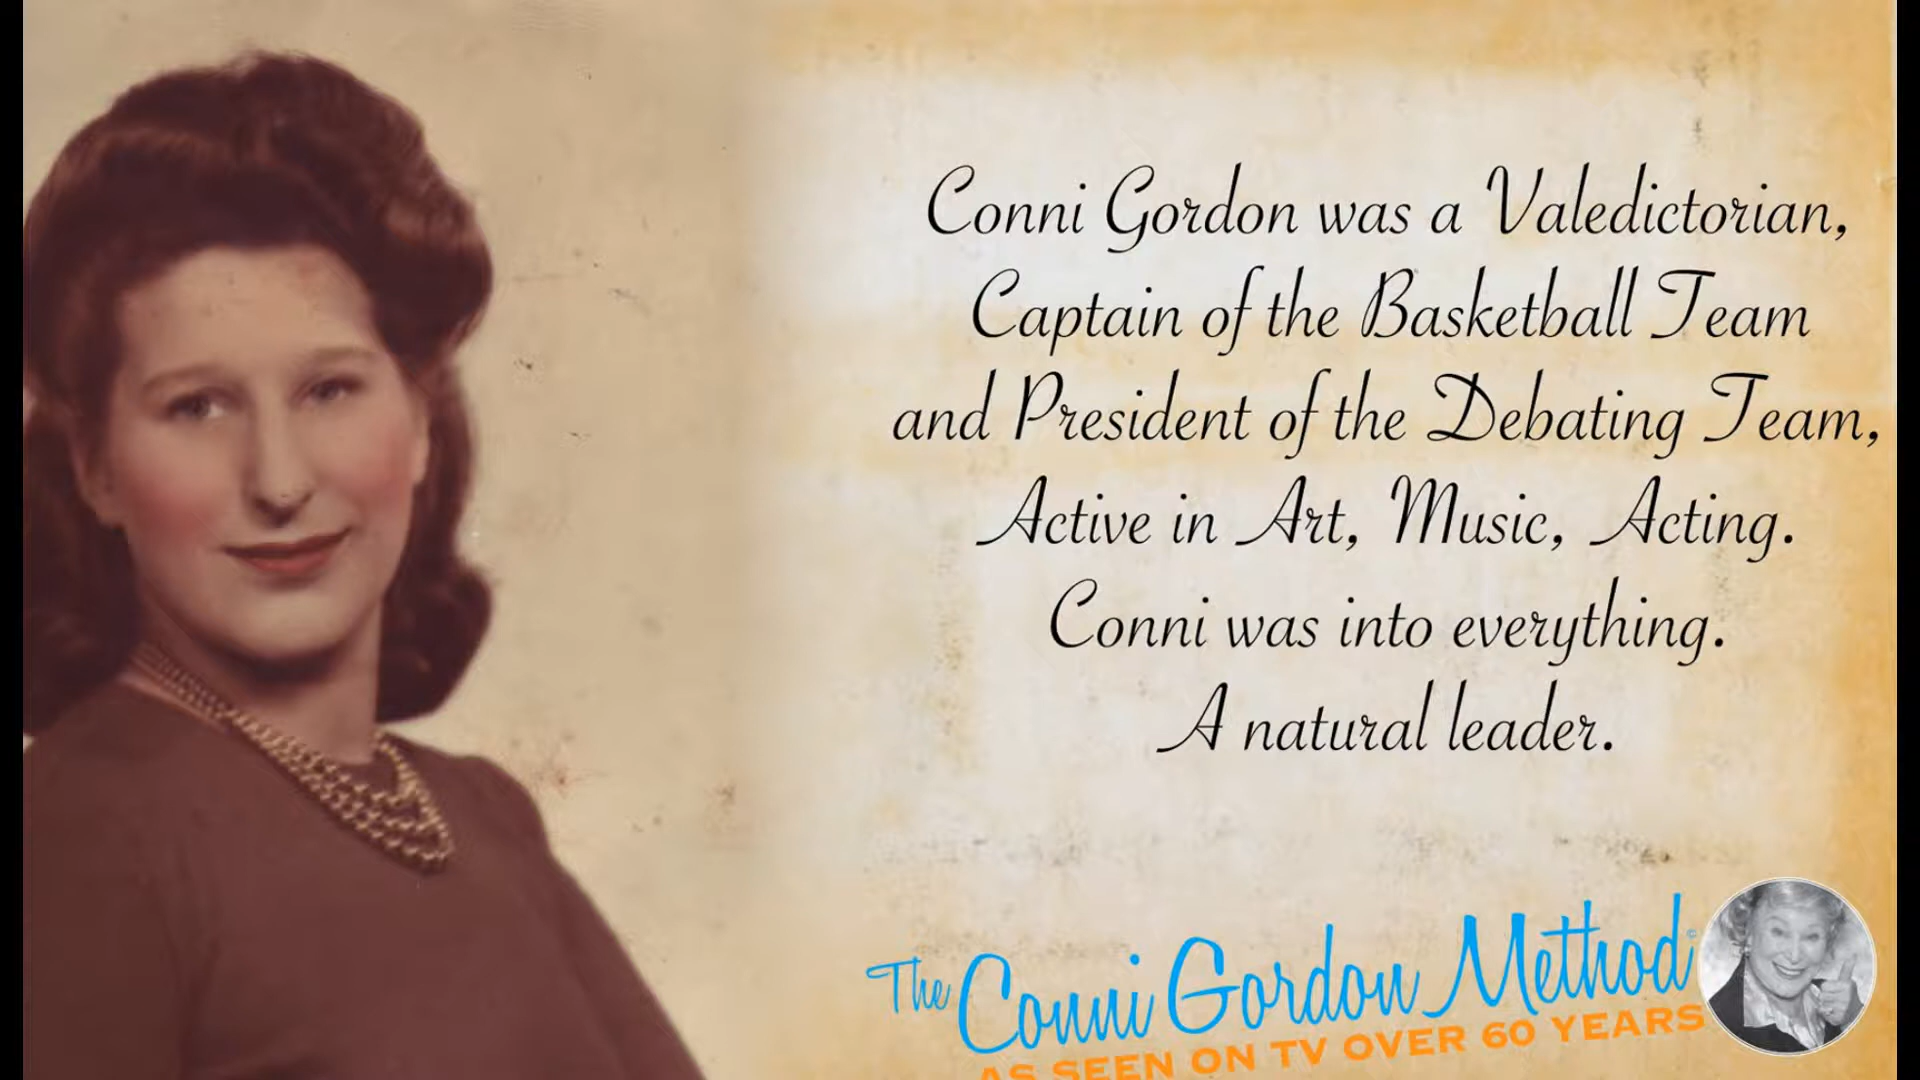 Conni Gordon was a Valedictorian,
Captain of the Basketball Team
and President of the Debating Team,
Active in Art, Music, Acting.
Conni was into everything.
A natural leader.
The Conni Gordon Method©
AS SEEN ON TV OVER 60 YEARS